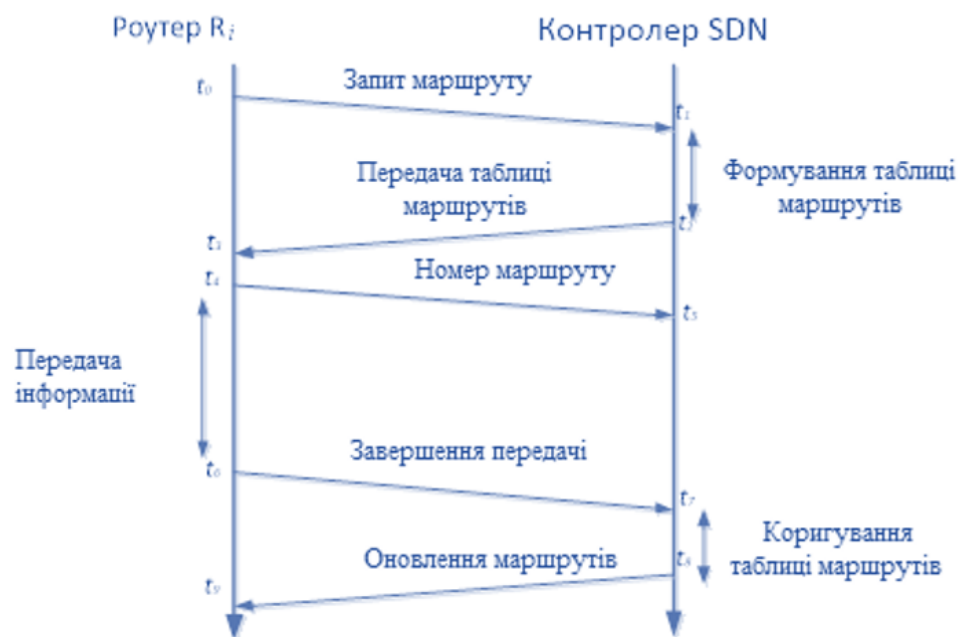 Роутер Rᵢ
Контролер SDN
t₀
Запит маршруту
t₁
Передача таблиці
маршрутів
Формування таблиці
маршрутів
t₂
t₃
Номер маршруту
t₄
t₅
Передача
інформації
Завершення передачі
t₆
t₇
Коригування
таблиці маршрутів
Оновлення маршрутів
t₈
t₉